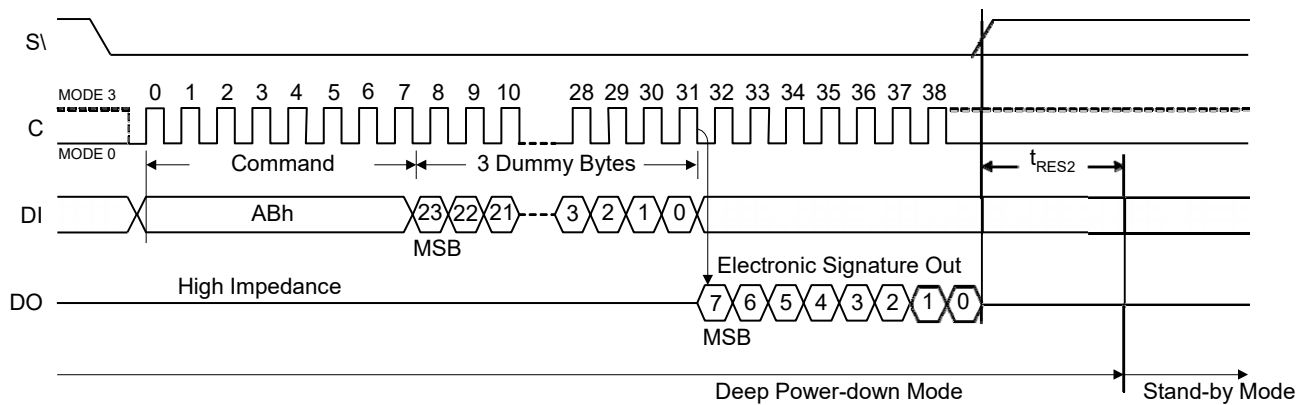 S\
MODE 3
0 1 2 3 4 5 6 7 8 9 10 28 29 30 31 32 33 34 35 36 37 38
C
MODE 0
Command
3 Dummy Bytes
tRES2
DI
ABh
23 22 21 3 2 1 0
MSB
Electronic Signature Out
High Impedance
DO
7 6 5 4 3 2 1 0
MSB
Deep Power-down Mode
Stand-by Mode